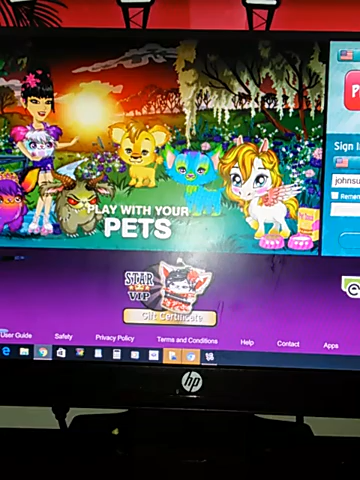 P
Sign I
johnsu
Remem
PLAY WITH YOUR
PETS
STAR
VIP
Gift Certificate
User Guide
Safety
Privacy Policy
Terms and Conditions
Help
Contact
Apps
hp